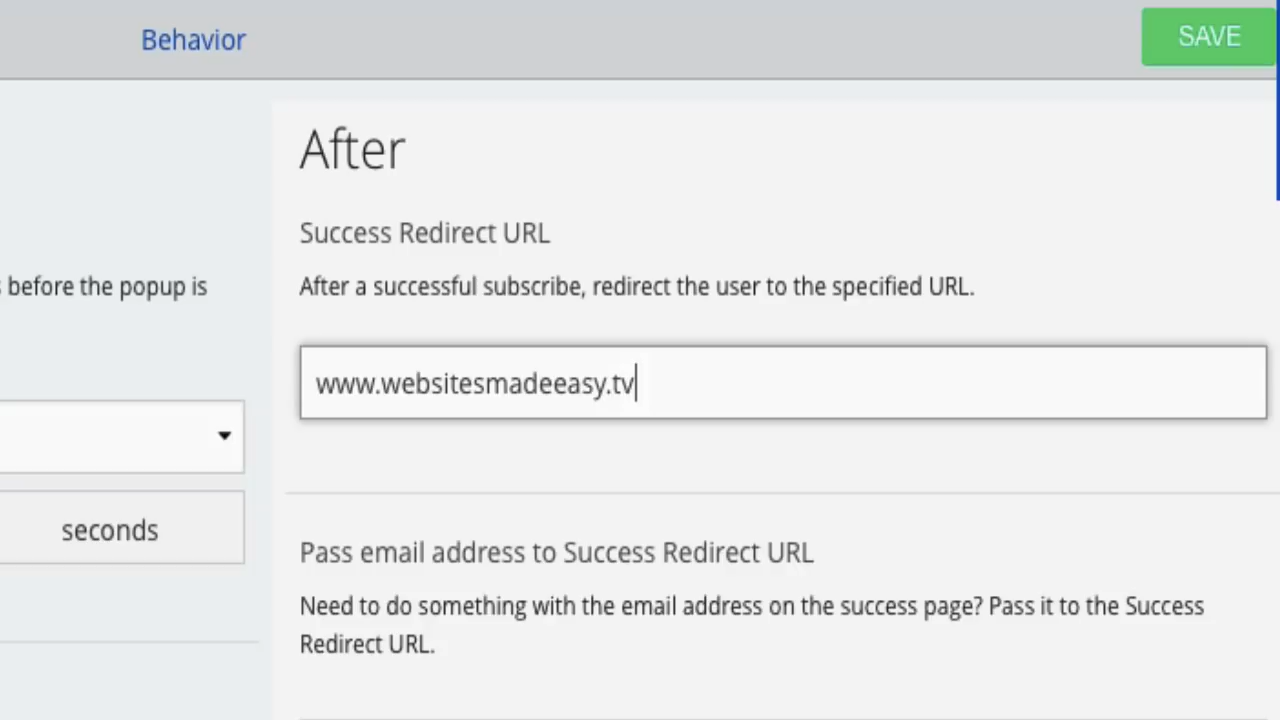 Behavior
SAVE
After
Success Redirect URL
before the popup is
After a successful subscribe, redirect the user to the specified URL.
www.websitesmadeeasy.tv
seconds
Pass email address to Success Redirect URL
Need to do something with the email address on the success page? Pass it to the Success
Redirect URL.